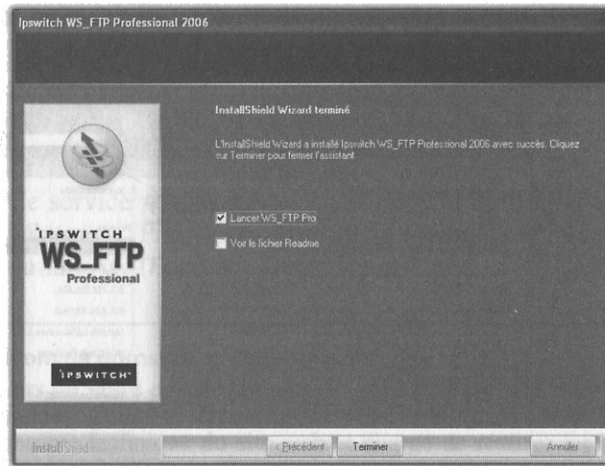 Ipswitch WS_FTP Professional 2006
InstallShield Wizard terminé
L'InstallShield Wizard a installé Ipswitch WS_FTP Professional 2006 avec succès. Cliquez
sur Terminer pour fermer l'assistant
Lancer WS_FTP Pro
Voir le fichier Readme
IPSWITCH
WS_FTP
Professional
IPSWITCH
InstallShield
< Précédent
Terminer
Annuler